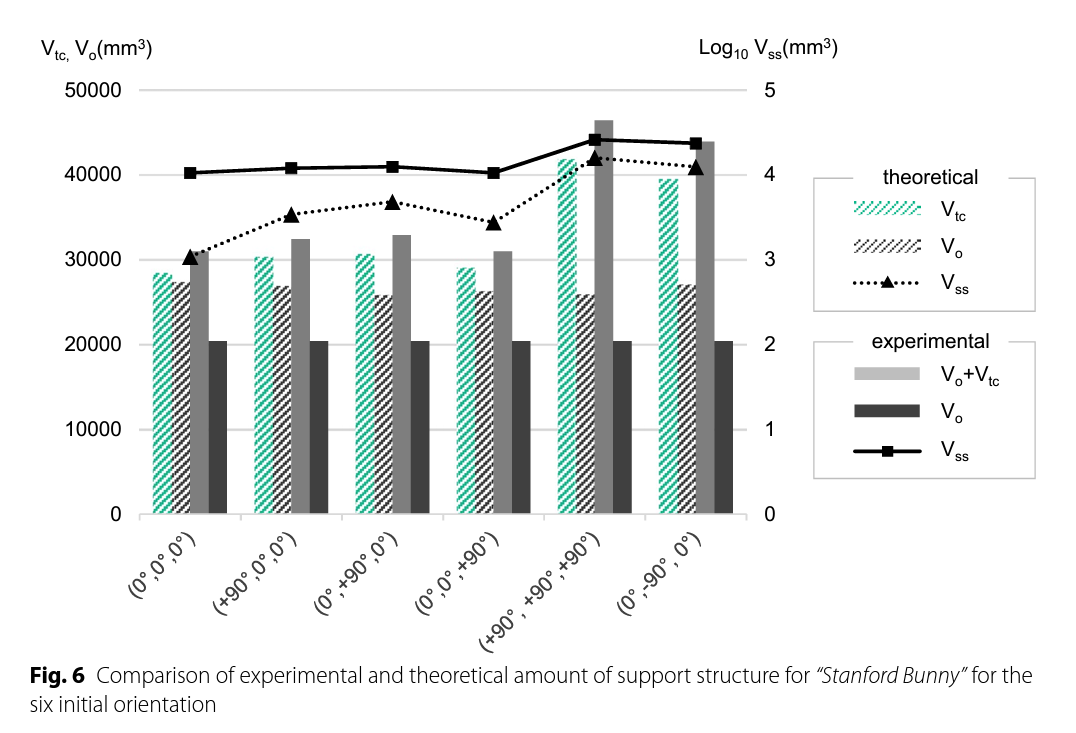 Vtc, Vo(mm³)
Log10 Vss(mm³)
50000
40000
30000
20000
10000
0
5
4
3
2
1
0
(0°,0°,0°)
(+90°,0°,0°)
(0°,+90°,0°)
(0°,0°,+90°)
(+90°, +90°,+90°)
(0°,-90°, 0°)
theoretical
Vtc
Vo
Vss
experimental
Vo+Vtc
Vo
Vss
Fig. 6 Comparison of experimental and theoretical amount of support structure for “Stanford Bunny” for the
six initial orientation